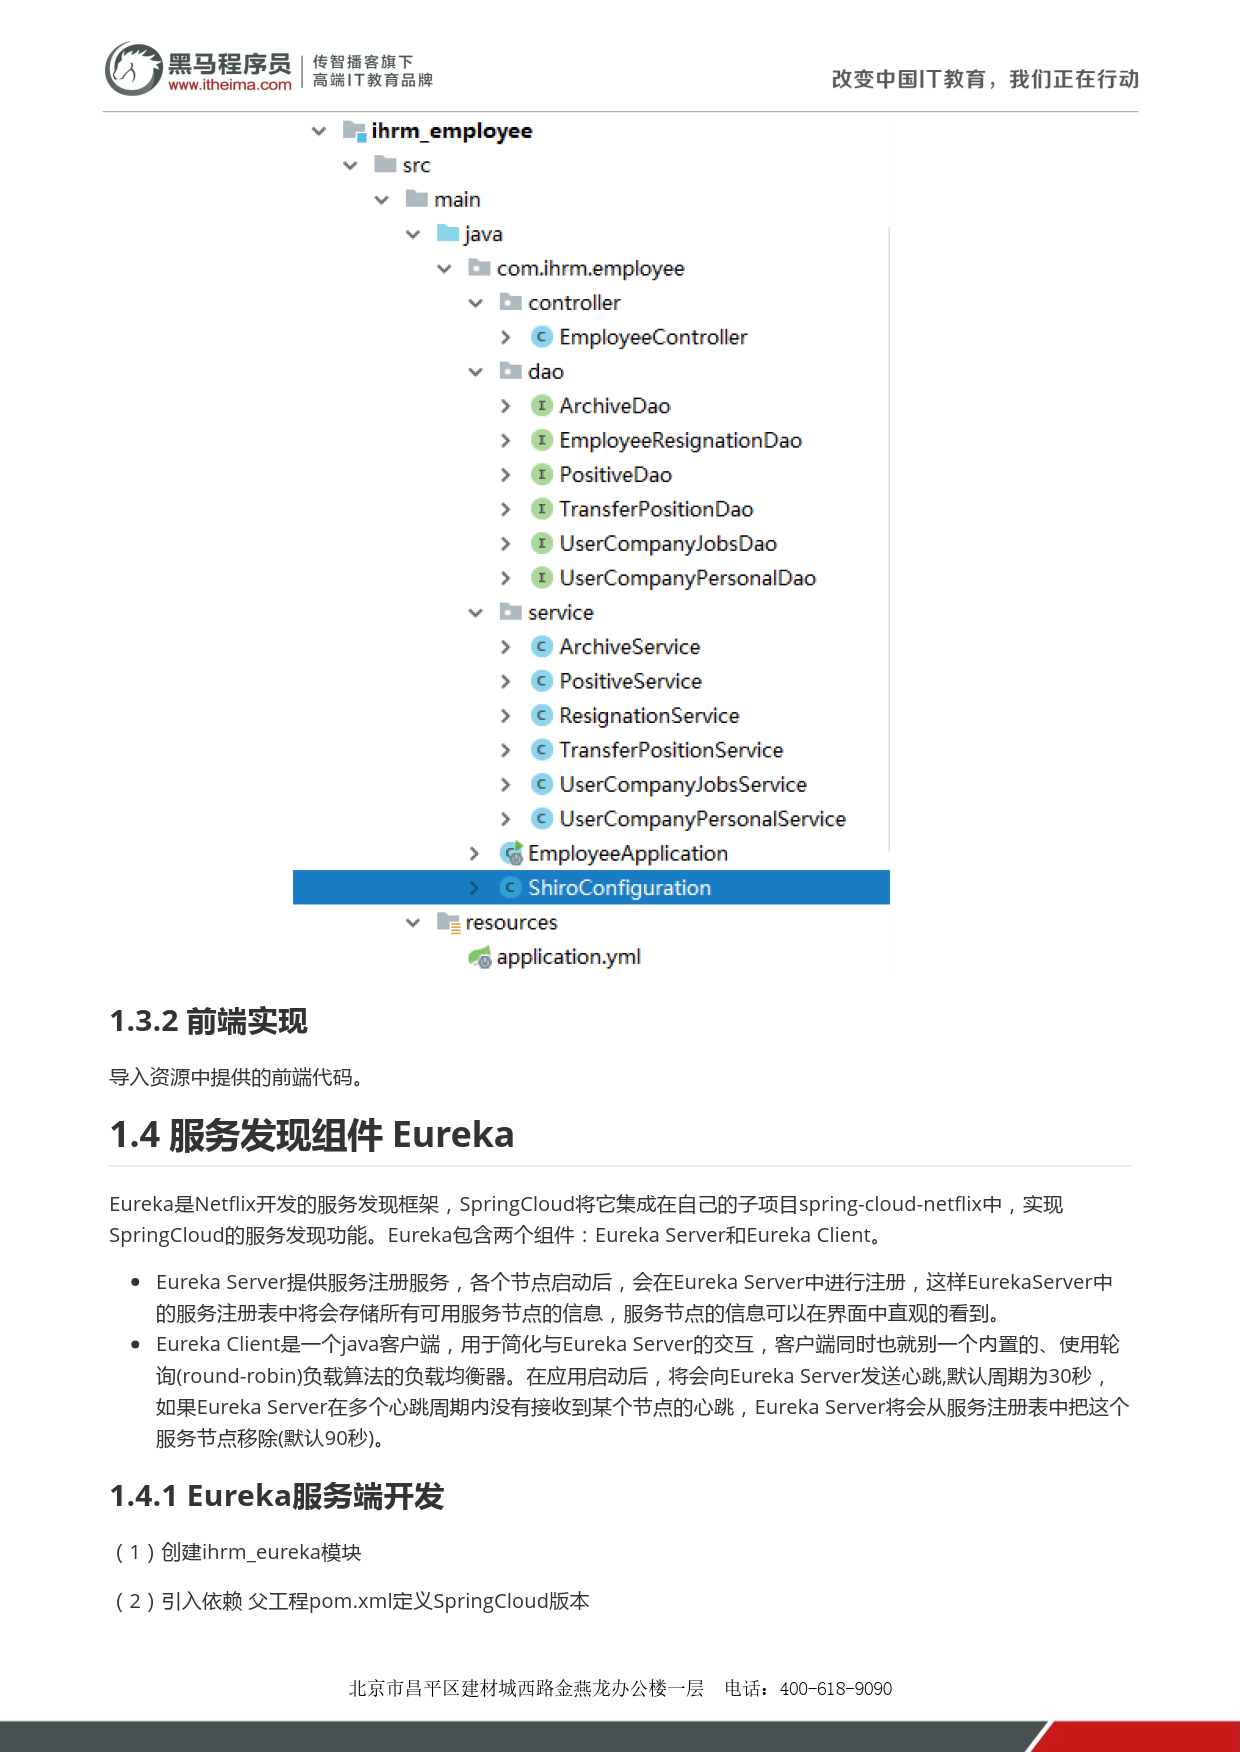 黑马程序员
www.itheima.com
传智播客旗下
高端IT教育品牌
改变中国IT教育，我们正在行动
ihrm_employee
src
main
java
com.ihrm.employee
controller
EmployeeController
dao
ArchiveDao
EmployeeResignationDao
PositiveDao
TransferPositionDao
UserCompanyJobsDao
UserCompanyPersonalDao
service
ArchiveService
PositiveService
ResignationService
TransferPositionService
UserCompanyJobsService
UserCompanyPersonalService
EmployeeApplication
ShiroConfiguration
resources
application.yml
1.3.2 前端实现
导入资源中提供的前端代码。
1.4 服务发现组件 Eureka
Eureka是Netflix开发的服务发现框架，SpringCloud将它集成在自己的子项目spring-cloud-netflix中，实现
SpringCloud的服务发现功能。Eureka包含两个组件：Eureka Server和Eureka Client。
• Eureka Server提供服务注册服务，各个节点启动后，会在Eureka Server中进行注册，这样EurekaServer中
的服务注册表中将会存储所有可用服务节点的信息，服务节点的信息可以在界面中直观的看到。
• Eureka Client是一个java客户端，用于简化与Eureka Server的交互，客户端同时也就别一个内置的、使用轮
询(round-robin)负载算法的负载均衡器。在应用启动后，将会向Eureka Server发送心跳,默认周期为30秒，
如果Eureka Server在多个心跳周期内没有接收到某个节点的心跳，Eureka Server将会从服务注册表中把这个
服务节点移除(默认90秒)。
1.4.1 Eureka服务端开发
（1）创建ihrm_eureka模块
（2）引入依赖 父工程pom.xml定义SpringCloud版本
北京市昌平区建材城西路金燕龙办公楼一层 电话：400-618-9090